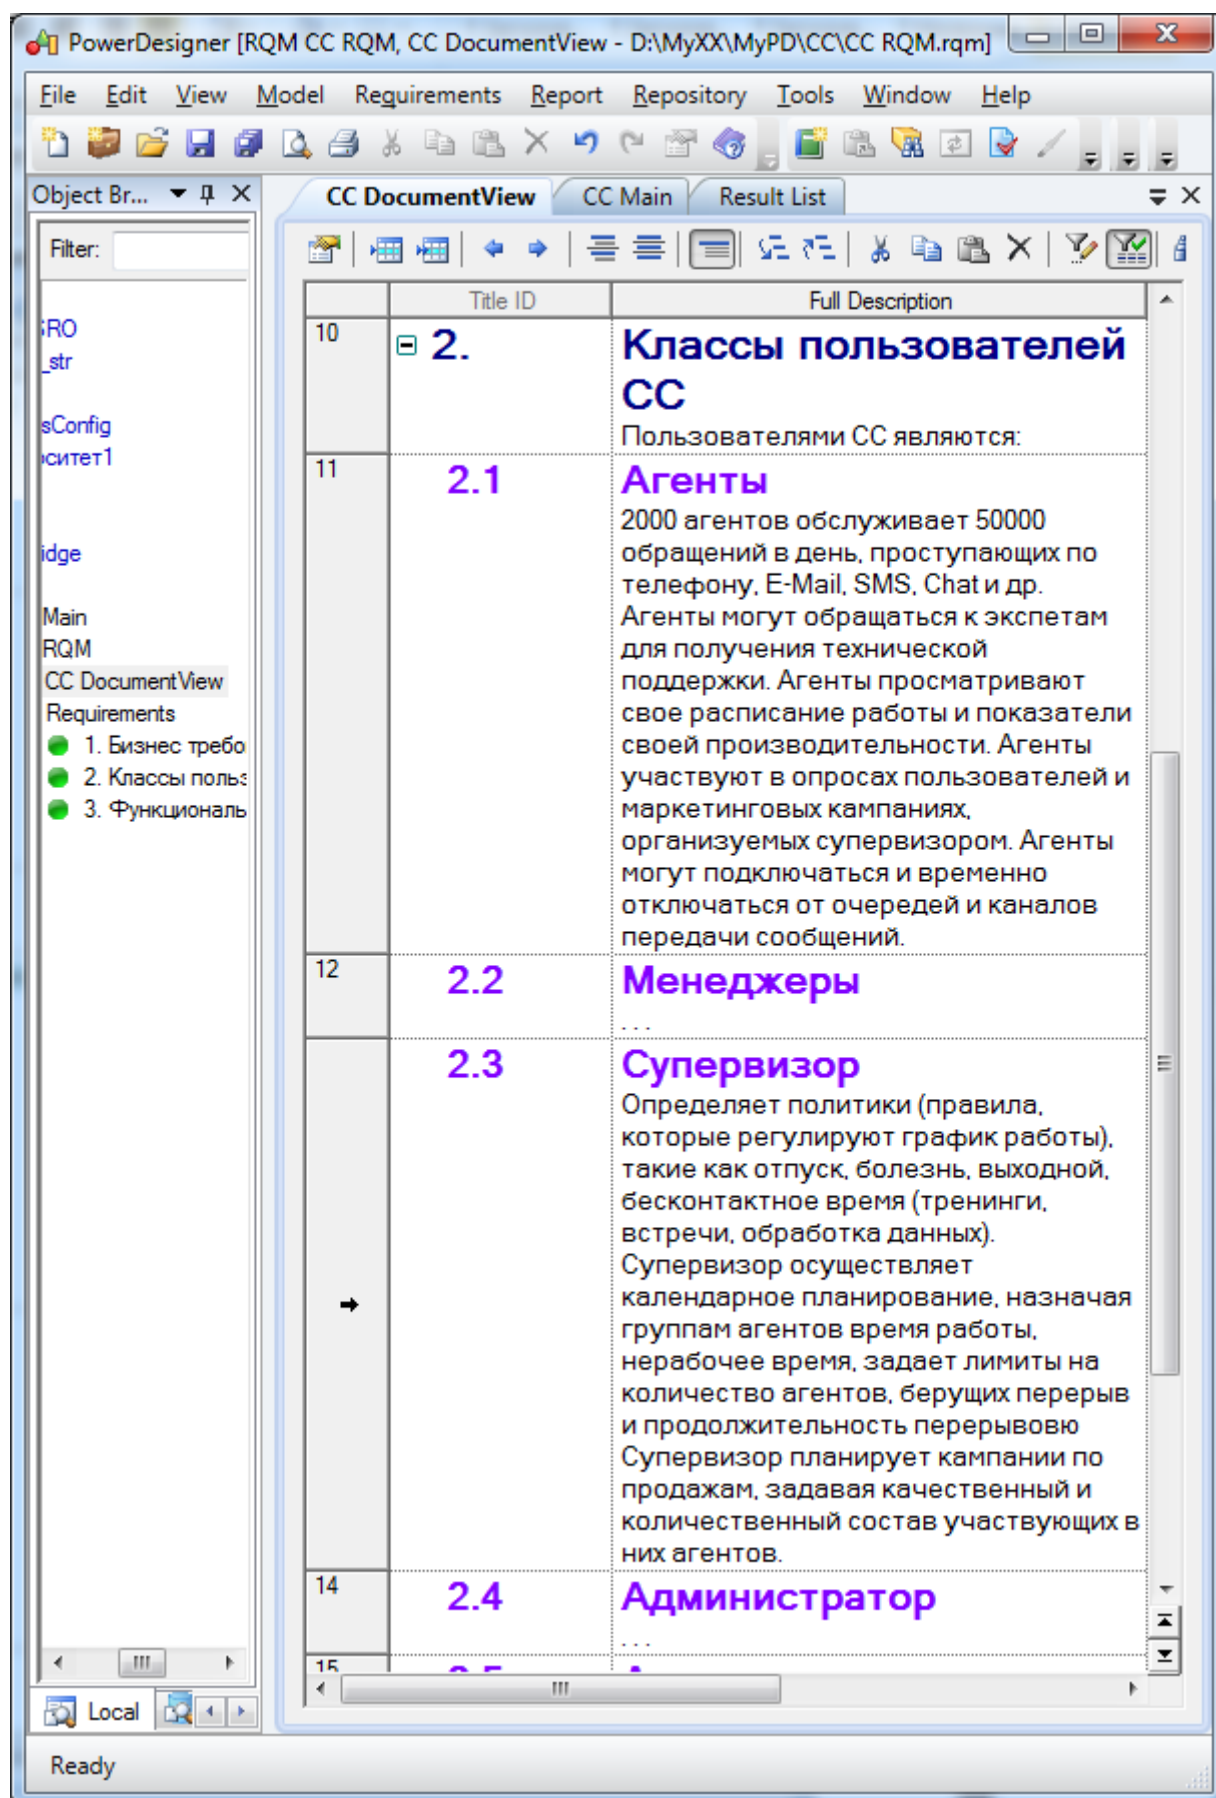 PowerDesigner [RQM CC RQM, CC DocumentView - D:\MyXX\MyPD\CC\CC RQM.rqm]
File Edit View Model Requirements Report Repository Tools Window Help
Object Br...
CC DocumentView CC Main Result List
Filter:
Title ID Full Description
SRO
_str
sConfig
оситет1
idge
Main
RQM
CC DocumentView
Requirements
1. Бизнес требо
2. Классы польз
3. Функциональ
10 2. Классы пользователей
СС
Пользователями СС являются:
11 2.1 Агенты
2000 агентов обслуживает 50000
обращений в день, проступающих по
телефону, E-Mail, SMS, Chat и др.
Агенты могут обращаться к экспетам
для получения технической
поддержки. Агенты просматривают
свое расписание работы и показатели
своей производительности. Агенты
участвуют в опросах пользователей и
маркетинговых кампаниях,
организуемых супервизором. Агенты
могут подключаться и временно
отключаться от очередей и каналов
передачи сообщений.
12 2.2 Менеджеры
. . .
2.3 Супервизор
Определяет политики (правила,
которые регулируют график работы),
такие как отпуск, болезнь, выходной,
бесконтактное время (тренинги,
встречи, обработка данных).
Супервизор осуществляет
календарное планирование, назначая
группам агентов время работы,
нерабочее время, задает лимиты на
количество агентов, берущих перерыв
и продолжительность перерывовю
Супервизор планирует кампании по
продажам, задавая качественный и
количественный состав участвующих в
них агентов.
14 2.4 Администратор
. . .
15 2.5
Local
Ready